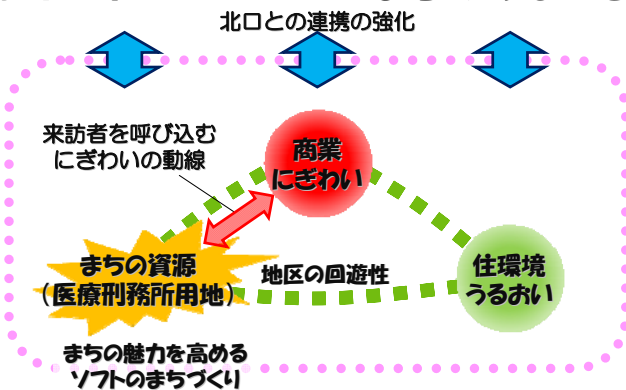 北口との連携の強化
来訪者を呼び込む
にぎわいの動線
商業
にぎわい
まちの資源
（医療刑務所用地）
地区の回遊性
住環境
うるおい
まちの魅力を高める
ソフトのまちづくり